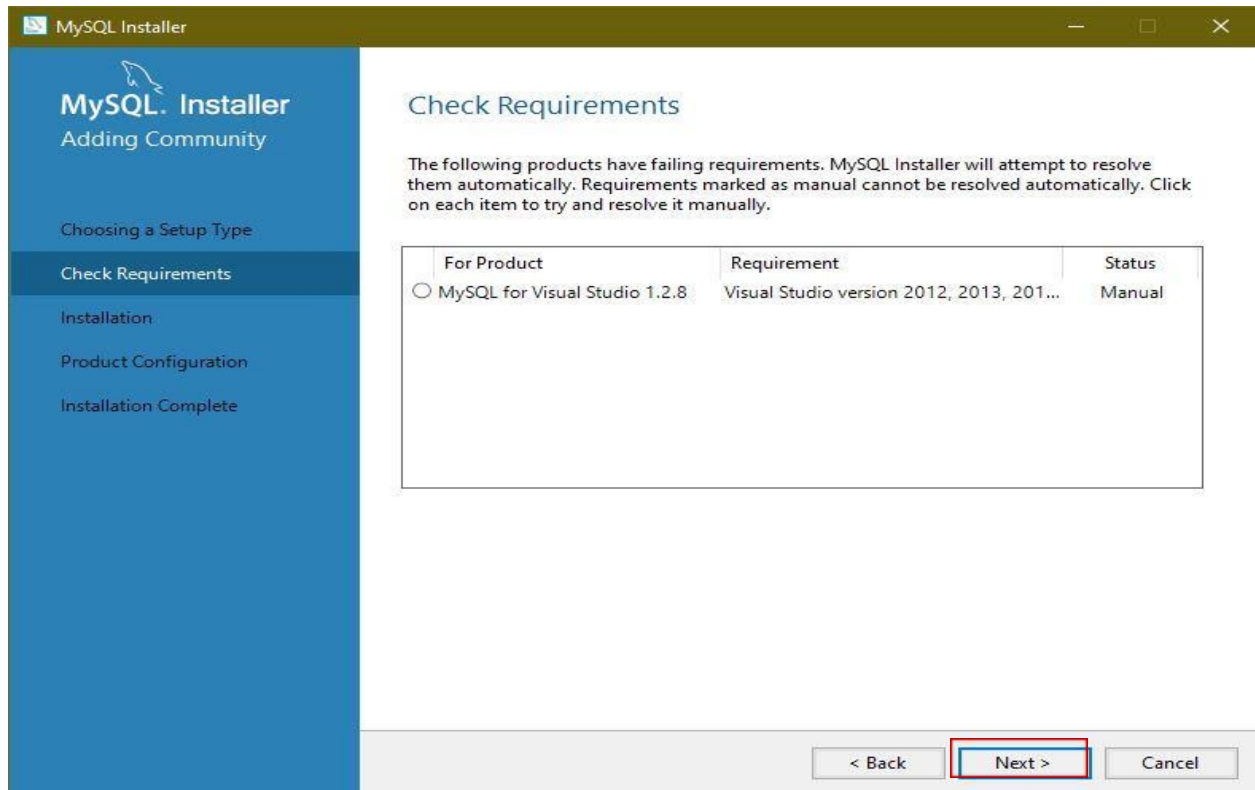 MySQL Installer
MySQL. Installer
Adding Community
Choosing a Setup Type
Check Requirements
Installation
Product Configuration
Installation Complete
Check Requirements
The following products have failing requirements. MySQL Installer will attempt to resolve
them automatically. Requirements marked as manual cannot be resolved automatically. Click
on each item to try and resolve it manually.
For Product Requirement Status
MySQL for Visual Studio 1.2.8 Visual Studio version 2012, 2013, 201... Manual
< Back Next > Cancel